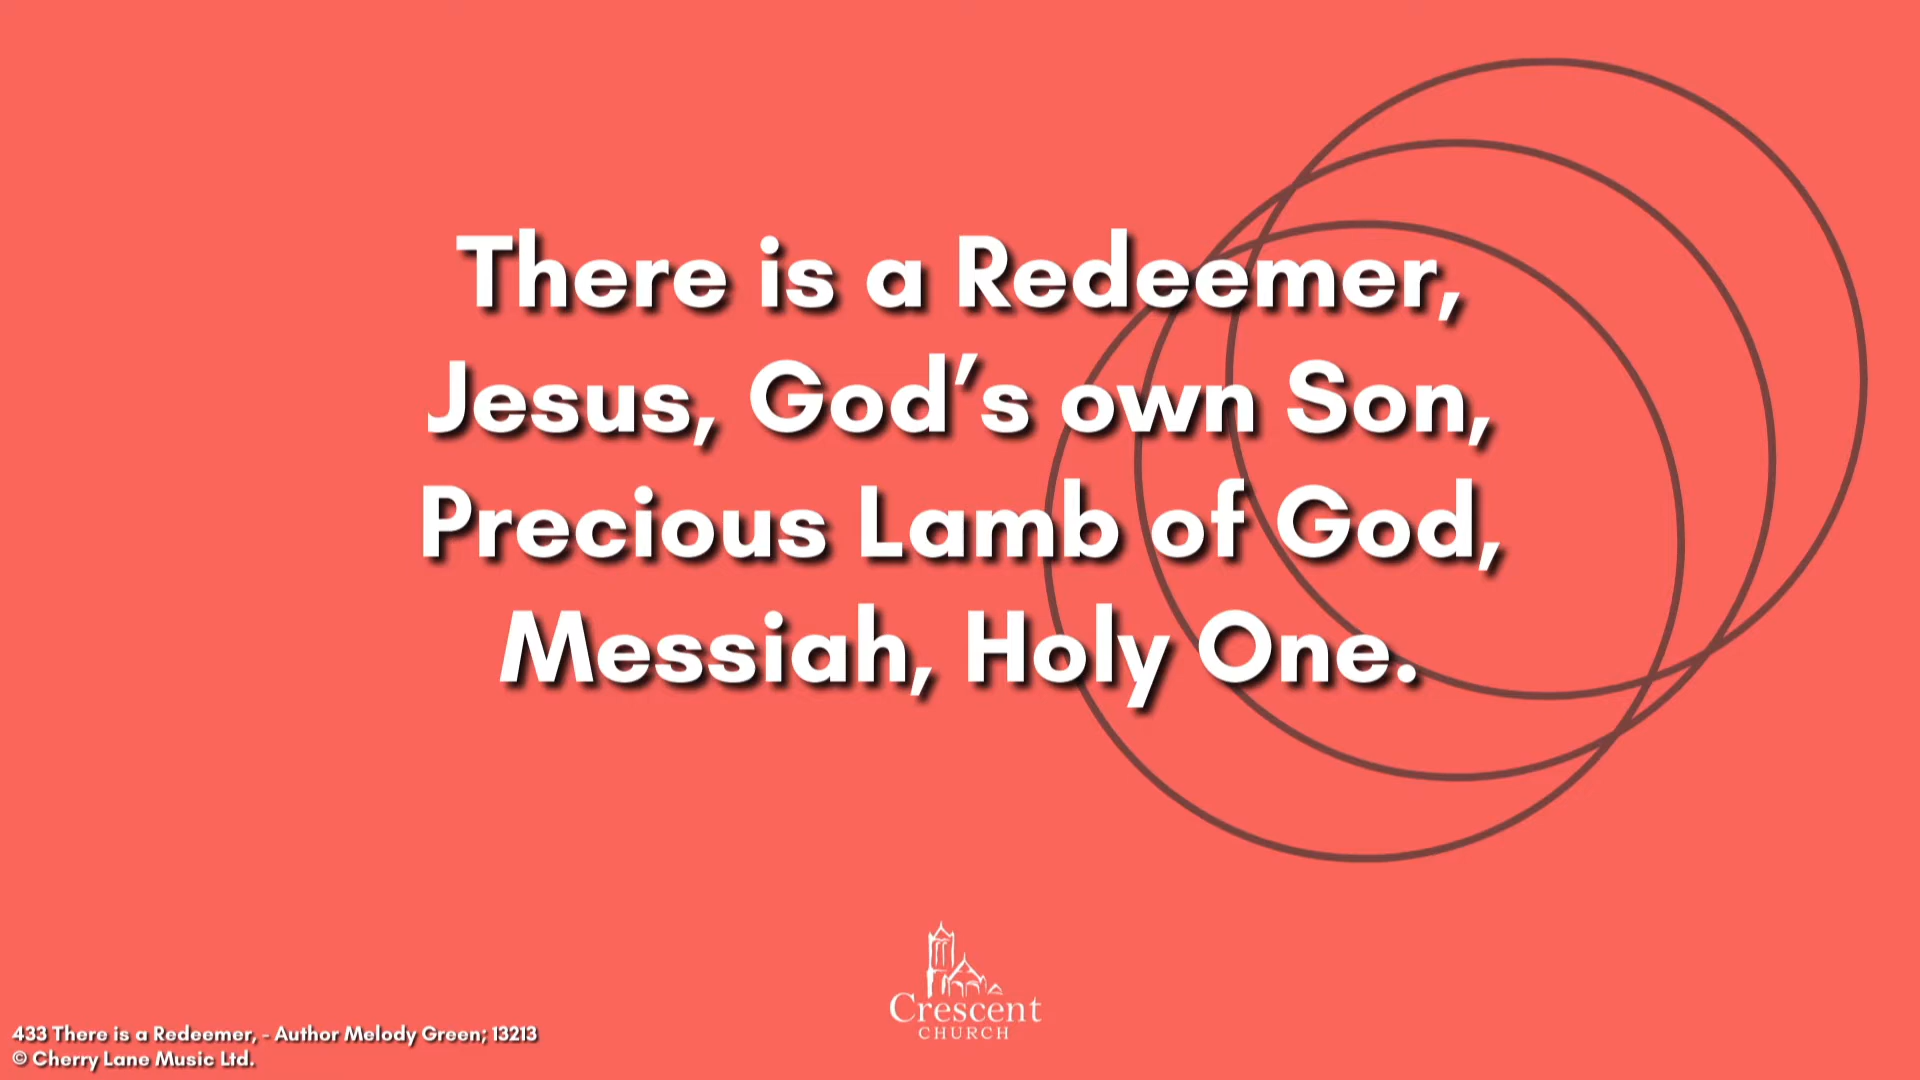 There is a Redeemer,
Jesus, God’s own Son,
Precious Lamb of God,
Messiah, Holy One.
Crescent
CHURCH
433 There is a Redeemer, - Author Melody Green; 13213
© Cherry Lane Music Ltd.